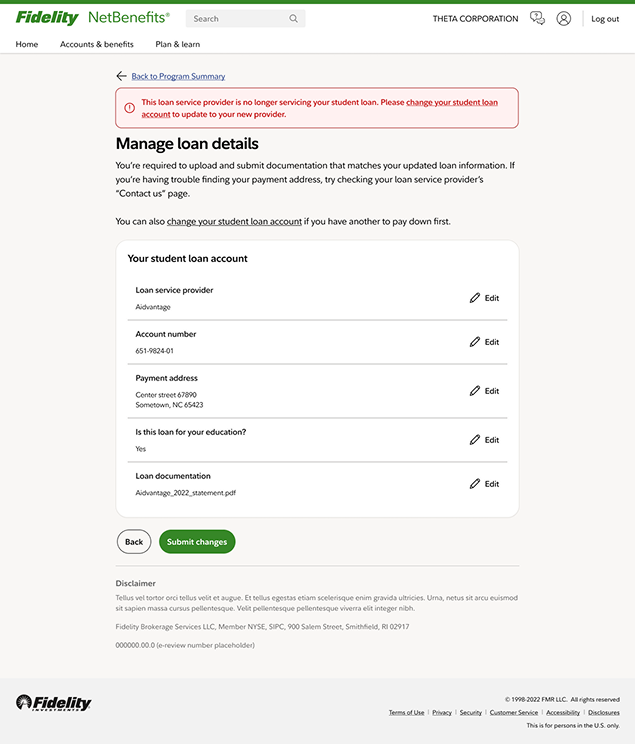 Fidelity NetBenefits® Search THETA CORPORATION Log out
Home Accounts & benefits Plan & learn
Back to Program Summary
This loan service provider is no longer servicing your student loan. Please change your student loan
account to update to your new provider.
Manage loan details
You're required to upload and submit documentation that matches your updated loan information. If
you're having trouble finding your payment address, try checking your loan service provider's
“Contact us” page.
You can also change your student loan account if you have another to pay down first.
Your student loan account
Loan service provider
Aidvantage
Edit
Account number
651-9824-01
Edit
Payment address
Center street 67890
Sometown, NC 65423
Edit
Is this loan for your education?
Yes
Edit
Loan documentation
Aidvantage_2022_statement.pdf
Edit
Back Submit changes
Disclaimer
Tellus vel tortor orci tellus velit et augue. Et tellus egestas etiam scelerisque enim gravida ultricies. Urna, netus sit arcu euismod
sit sapien massa cursus pellentesque. Velit pellentesque pellentesque viverra elit integer nibh.
Fidelity Brokerage Services LLC, Member NYSE, SIPC, 900 Salem Street, Smithfield, RI 02917
000000.00.0 (e-review number placeholder)
Fidelity
INVESTMENTS
© 1998-2022 FMR LLC. All rights reserved
Terms of Use | Privacy | Security | Customer Service | Accessibility | Disclosures
This is for persons in the U.S. only.